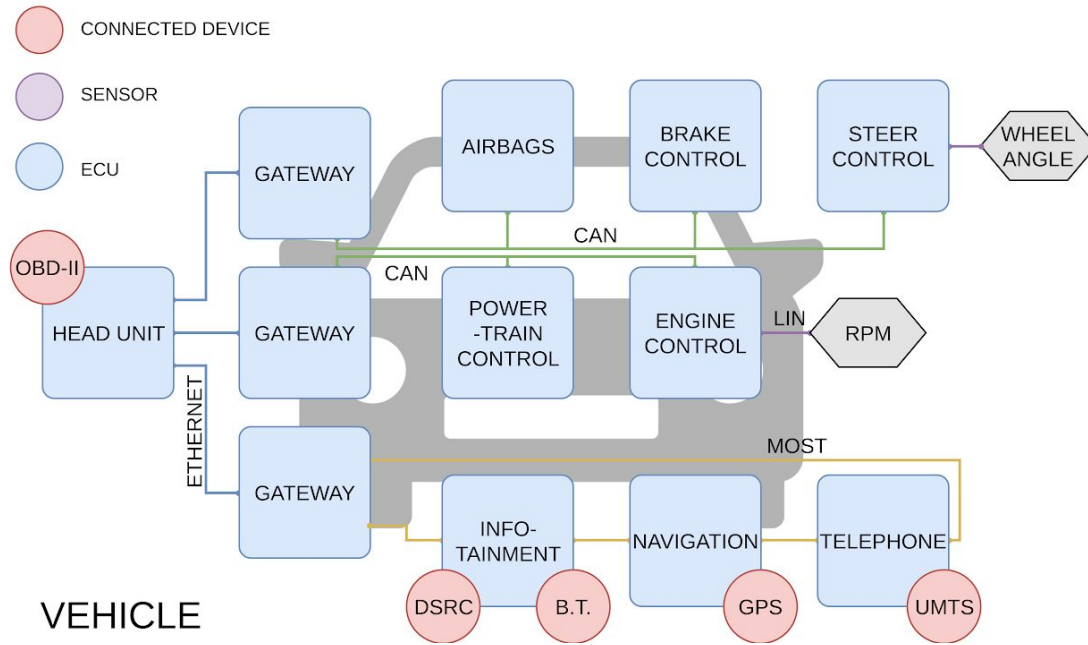 CONNECTED DEVICE
SENSOR
ECU
GATEWAY
AIRBAGS
BRAKE
CONTROL
STEER
CONTROL
WHEEL
ANGLE
CAN
OBD-II
HEAD UNIT
CAN
GATEWAY
POWER
-TRAIN
CONTROL
ENGINE
CONTROL
LIN
RPM
ETHERNET
MOST
GATEWAY
INFO-
TAINMENT
NAVIGATION
TELEPHONE
DSRC
B.T.
GPS
UMTS
VEHICLE